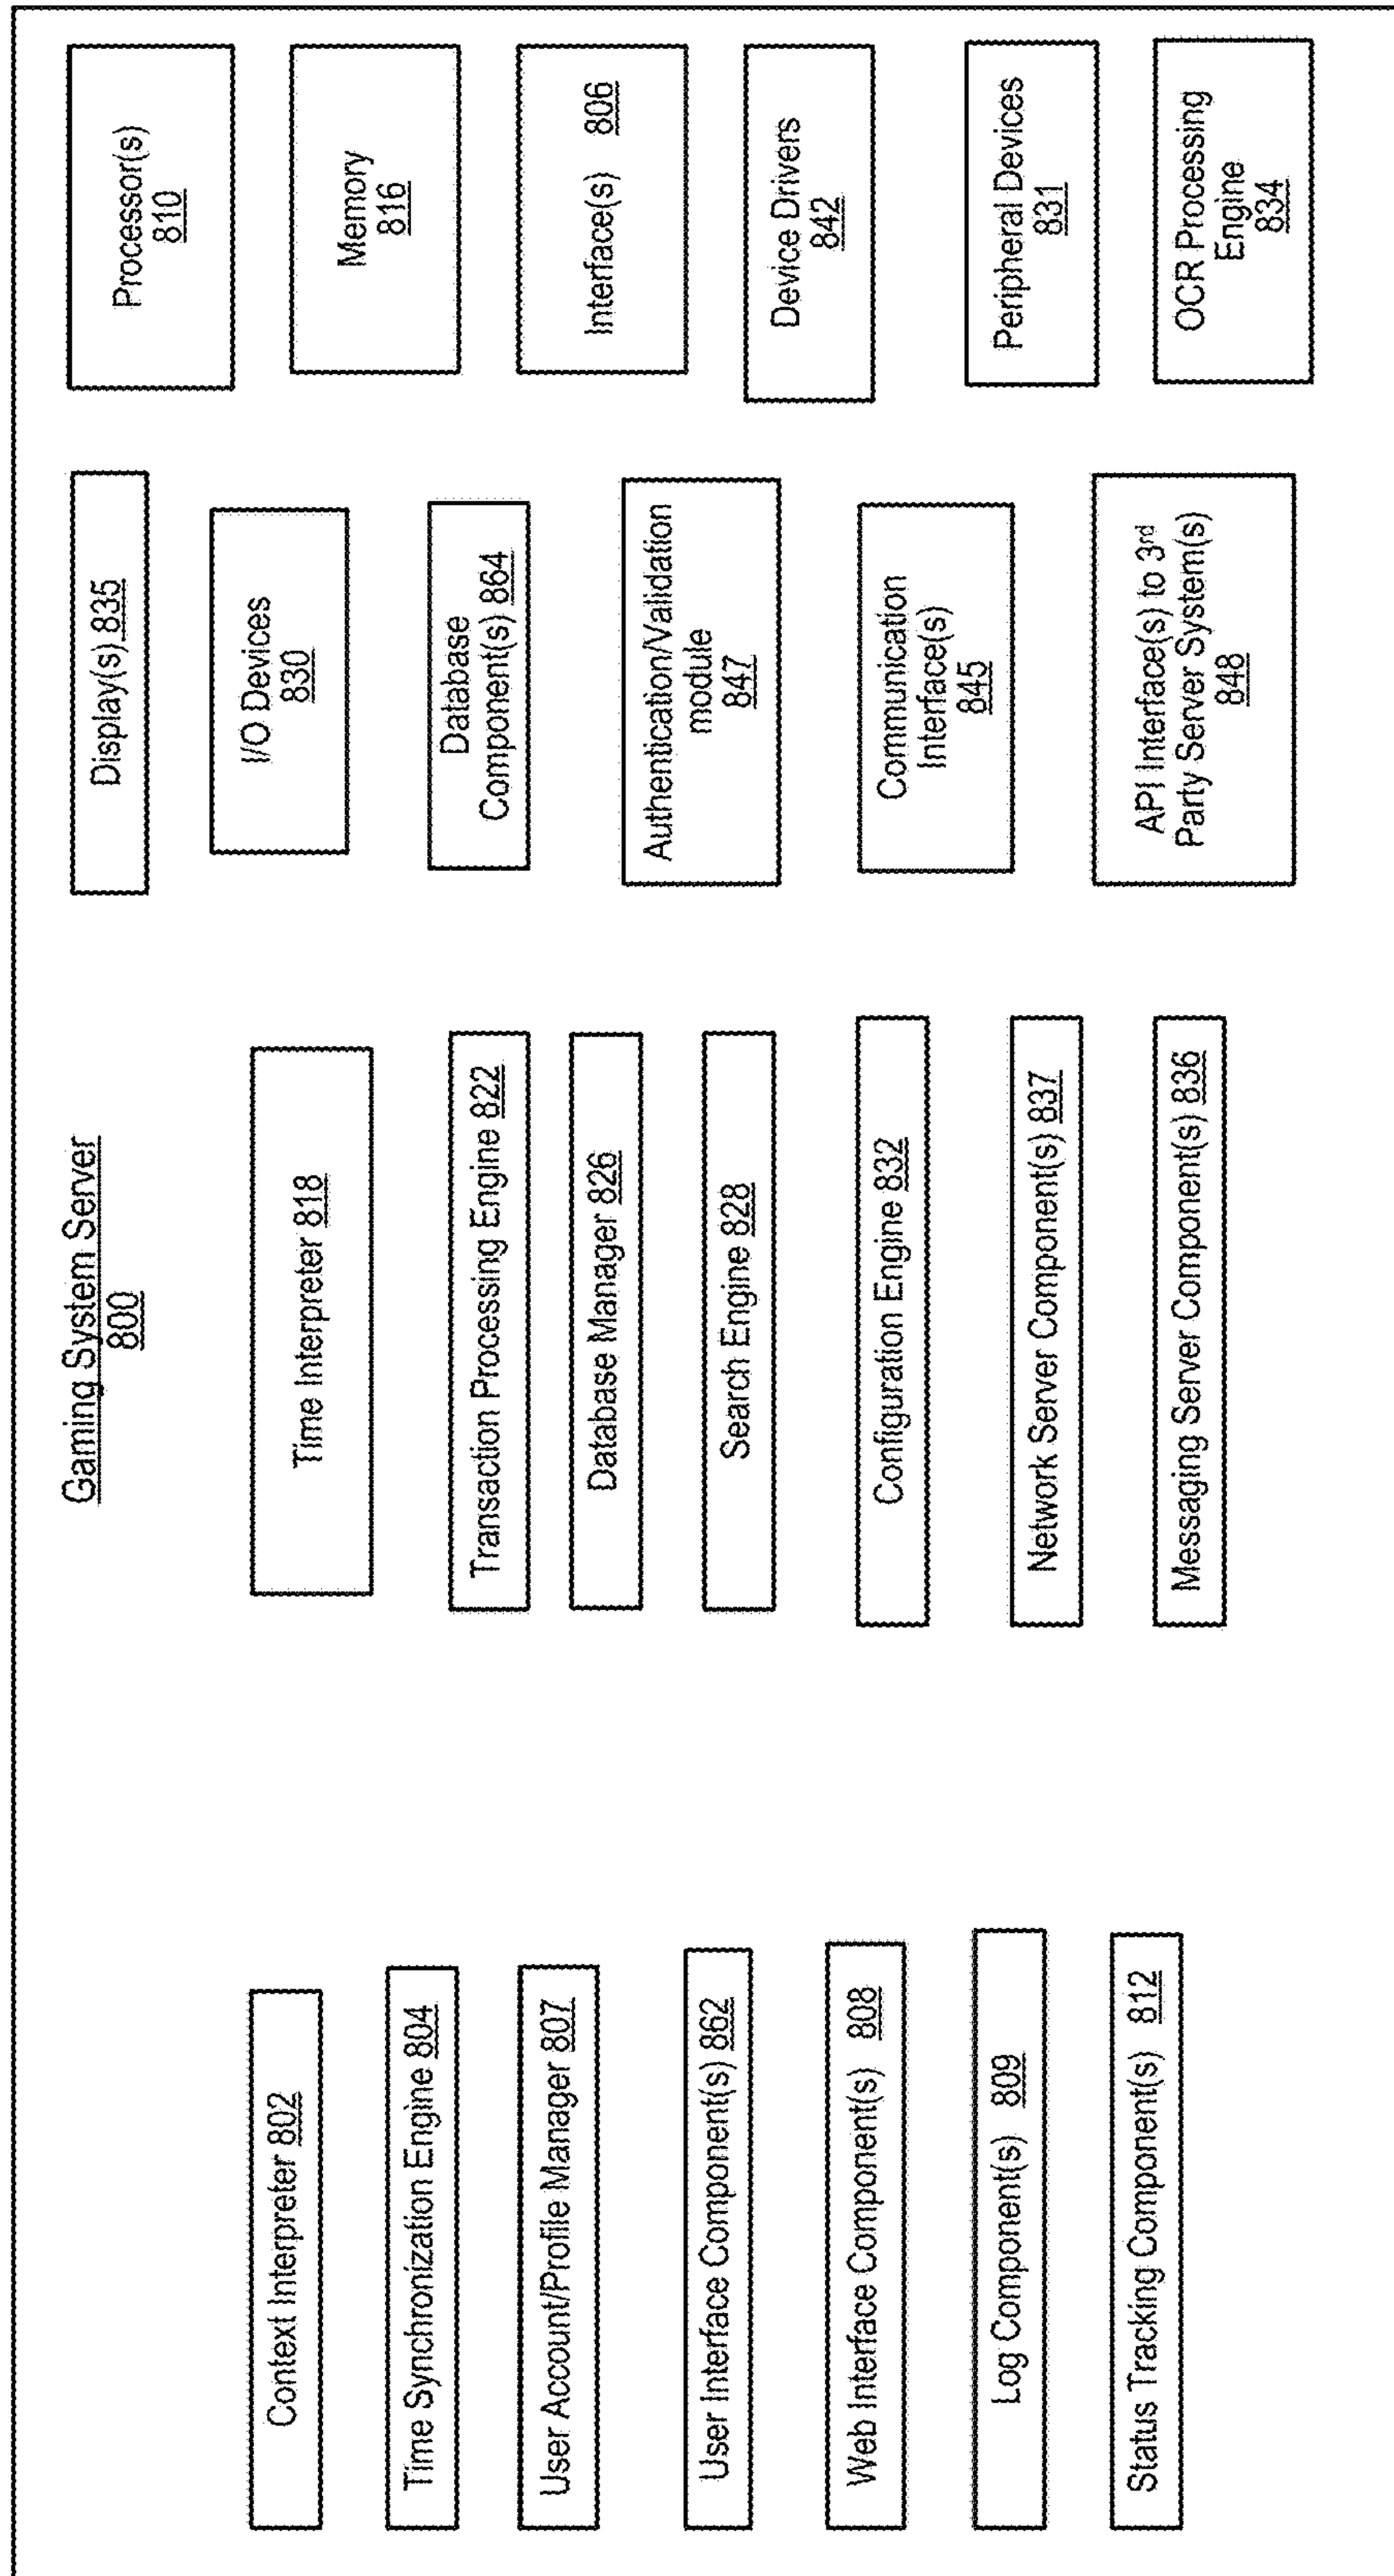 Gaming System Server
800
Context Interpreter 802
Time Synchronization Engine 804
User Account/Profile Manager 807
User Interface Component(s) 862
Web Interface Component(s) 808
Log Component(s) 809
Status Tracking Component(s) 812
Time Interpreter 818
Transaction Processing Engine 822
Database Manager 826
Search Engine 828
Configuration Engine 832
Network Server Component(s) 837
Messaging Server Component(s) 836
Display(s) 835
I/O Devices
830
Database
Component(s) 864
Authentication/Validation
module
847
Communication
Interface(s)
845
API Interface(s) to 3rd
Party Server System(s)
848
Processor(s)
810
Memory
816
Interface(s) 806
Device Drivers
842
Peripheral Devices
831
OCR Processing
Engine
834